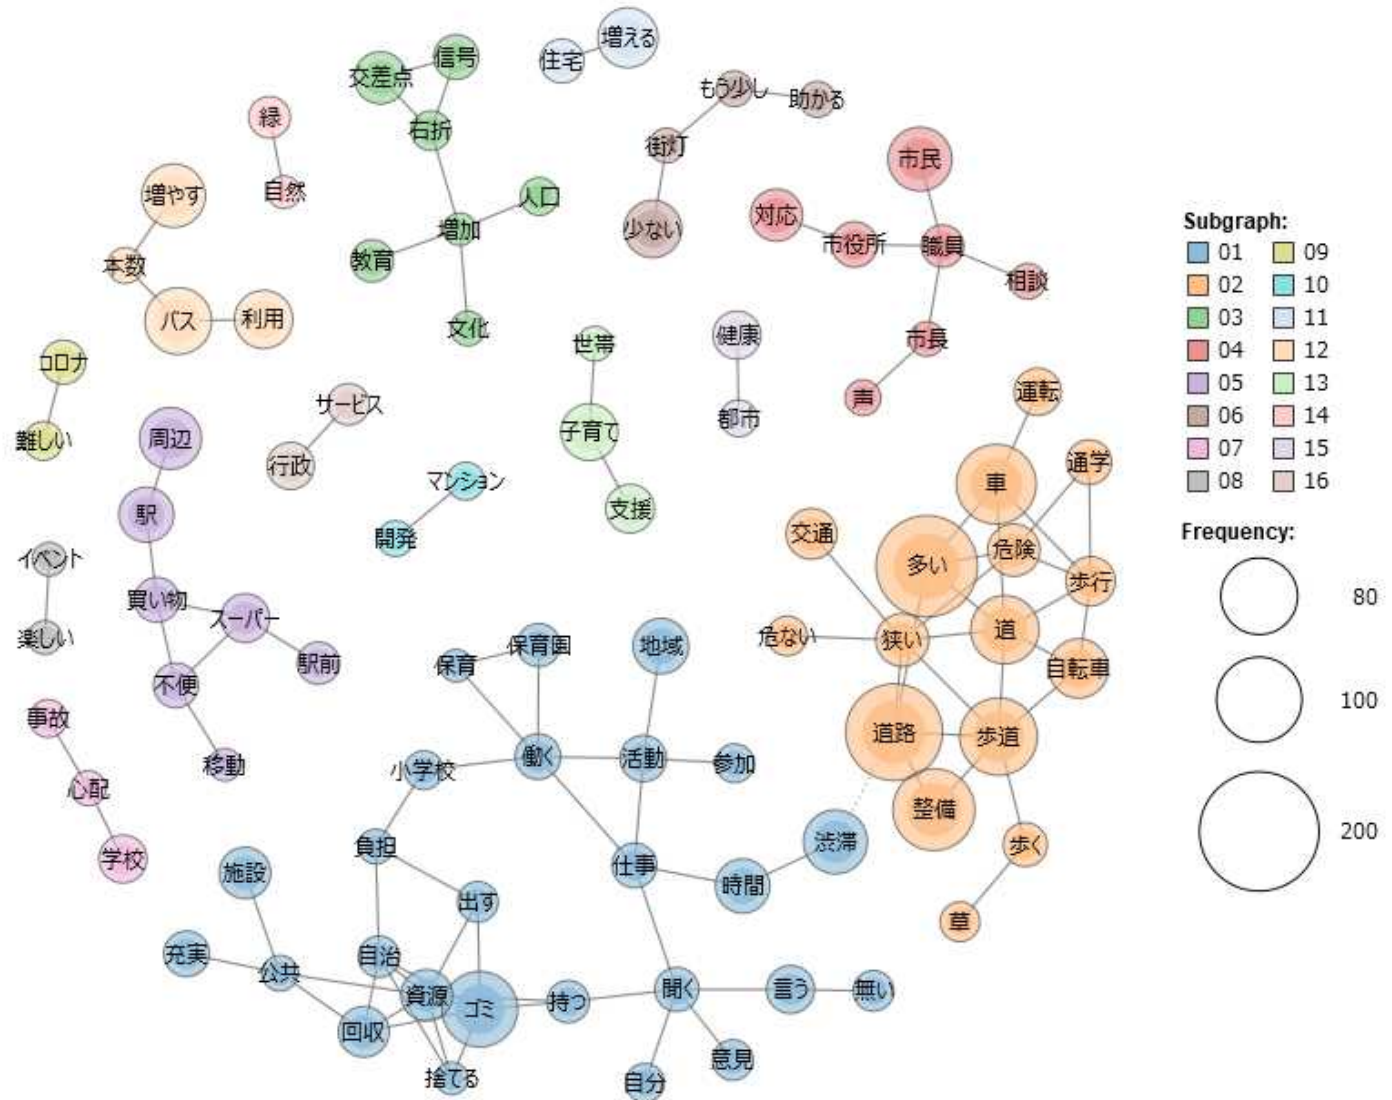 信号
交差点
右折
増加
人口
教育
文化
住宅
増える
もう少し
助かる
街灯
少ない
緑
自然
増やす
本数
バス
利用
市民
対応
市役所
職員
相談
市長
声
コロナ
難しい
サービス
行政
世帯
子育て
支援
健康
都市
マンション
開発
周辺
駅
買い物
スーパー
駅前
不便
移動
イベント
楽しい
事故
心配
学校
運転
車
通学
交通
多い
危険
歩行
危ない
狭い
道
自転車
道路
歩道
整備
歩く
草
保育
保育園
地域
小学校
働く
活動
参加
負担
仕事
時間
渋滞
施設
出す
充実
公共
自治
資源
ゴミ
持つ
回収
捨てる
聞く
言う
無い
自分
意見
Subgraph:
01 09
02 10
03 11
04 12
05 13
06 14
07 15
08 16
Frequency:
80
100
200